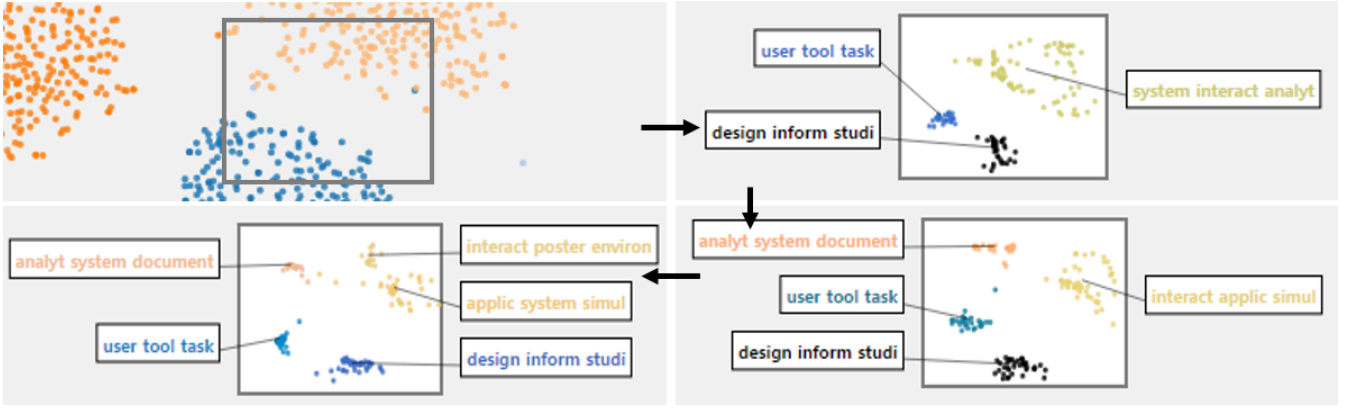 user tool task
system interact analyt
design inform studi
analyt system document
user tool task
interact applic simul
design inform studi
interact poster environ
analyt system document
applic system simul
user tool task
design inform studi